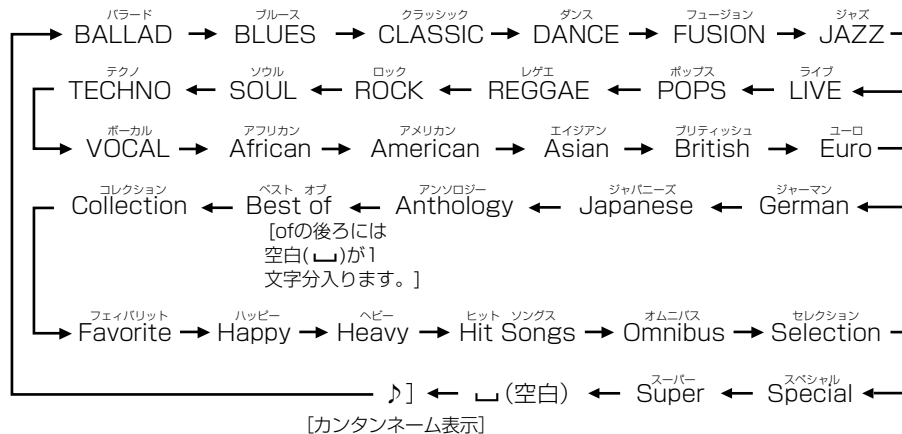 バラード ブルース クラッシック ダンス フュージョン ジャズ
BALLAD → BLUES → CLASSIC → DANCE → FUSION → JAZZ
テクノ ソウル ロック レゲエ ポップス ライブ
TECHNO ← SOUL ← ROCK ← REGGAE ← POPS ← LIVE
ボーカル アフリカン アメリカン エイジアン ブリティッシュ ユーロ
VOCAL → African → American → Asian → British → Euro
コレクション ベスト オブ アンソロジー ジャパニーズ ジャーマン
Collection ← Best of ← Anthology ← Japanese ← German
[ofの後ろには
空白(␣)が1
文字分入ります。]
フェィバリット ハッピー ヘビー ヒット ソングス オムニバス セレクション
Favorite → Happy → Heavy → Hit Songs → Omnibus → Selection
スーパー スペシャル
♪] ← ␣(空白) ← Super ← Special
[カンタンネーム表示]